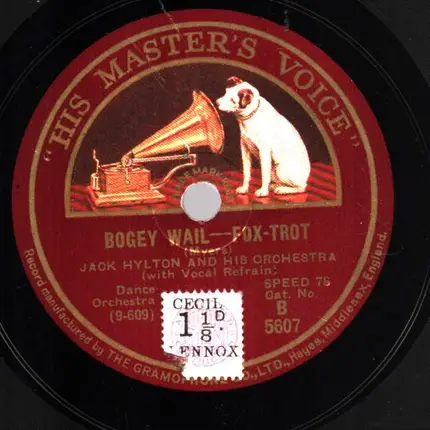 "HIS MASTER'S VOICE"
TRADE MARK
BOGEY WAIL—FOX-TROT
(Myers)
JACK HYLTON AND HIS ORCHESTRA
(with Vocal Refrain)
Dance
Orchestra
(9-609)
SPEED 78
Cat. No.
B
5607
CECIL
1 1/8 D.
LENNOX
Record manufactured by THE GRAMOPHONE CO., LTD., Hayes, Middlesex, England.